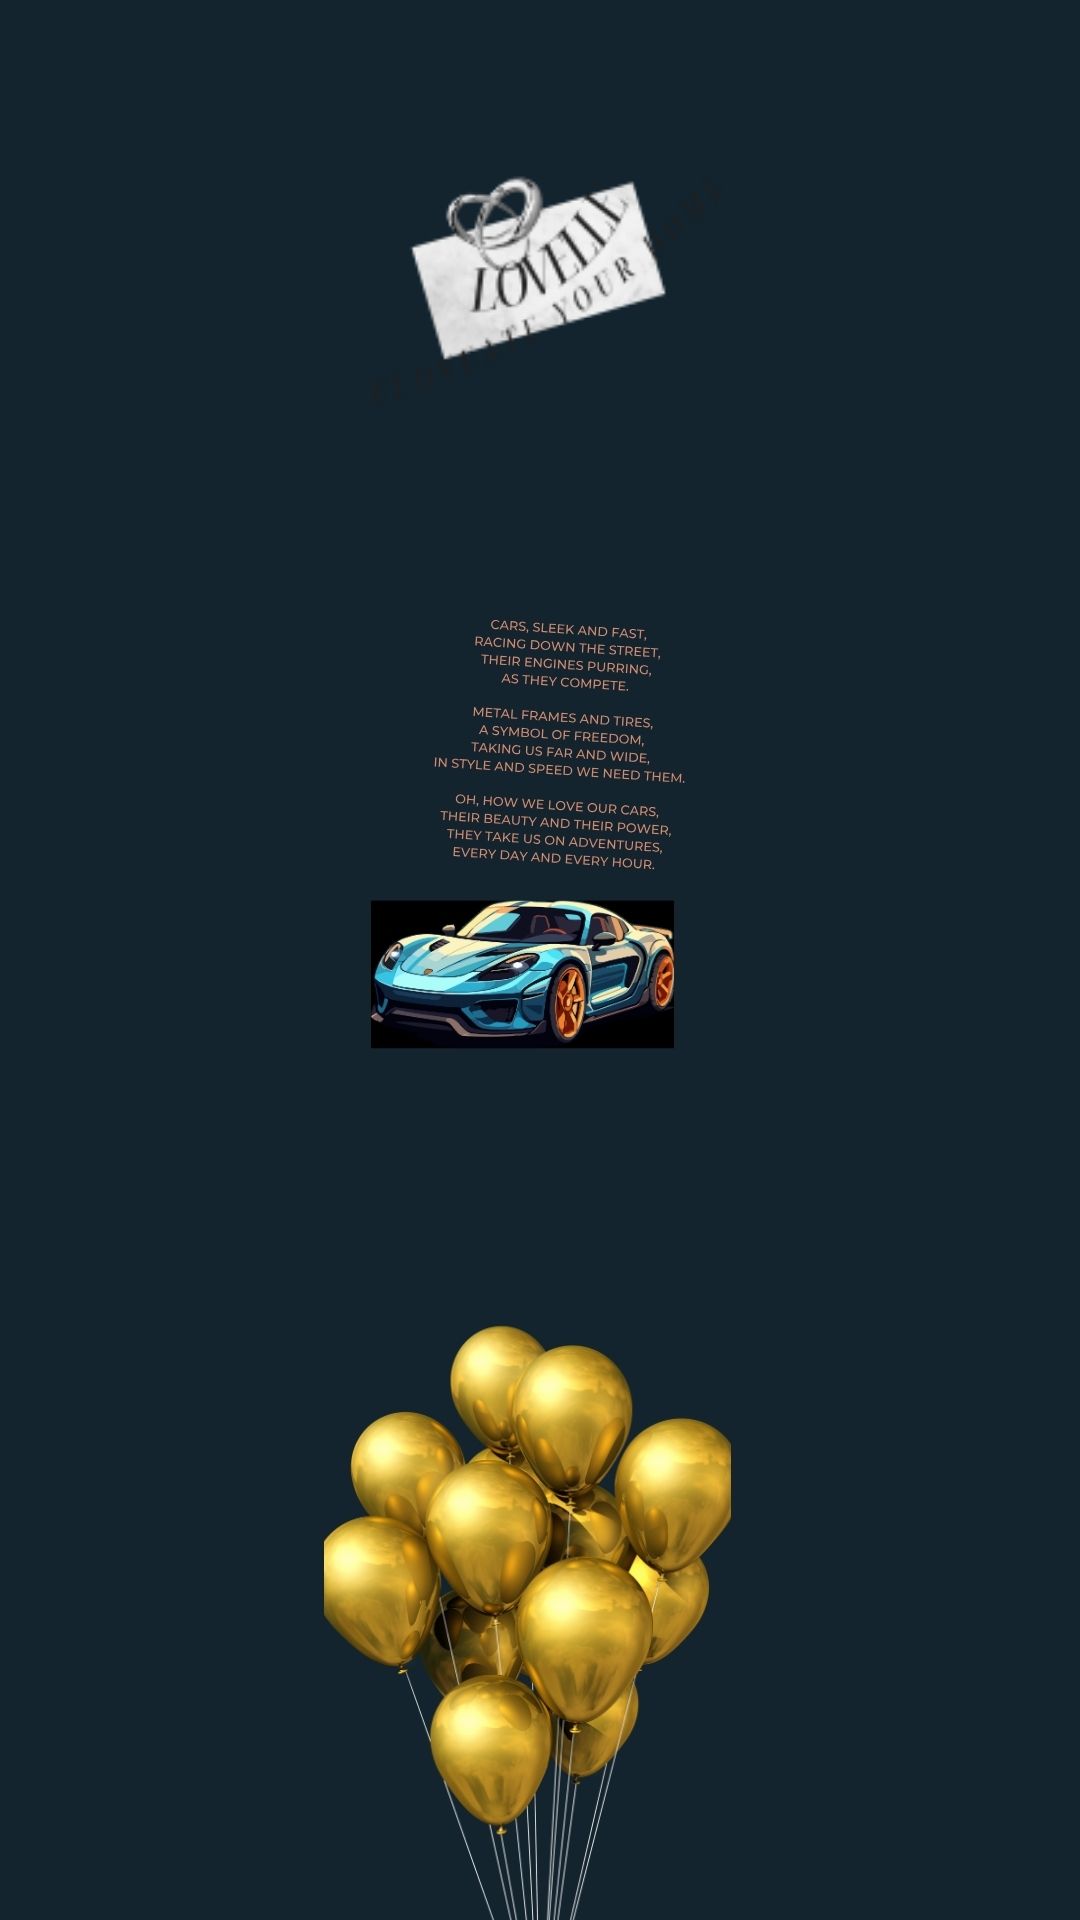 LOVELLE
YOUR
CARS, SLEEK AND FAST,
RACING DOWN THE STREET,
THEIR ENGINES PURRING,
AS THEY COMPETE.
METAL FRAMES AND TIRES,
A SYMBOL OF FREEDOM,
TAKING US FAR AND WIDE,
IN STYLE AND SPEED WE NEED THEM.
OH, HOW WE LOVE OUR CARS,
THEIR BEAUTY AND THEIR POWER,
THEY TAKE US ON ADVENTURES,
EVERY DAY AND EVERY HOUR.